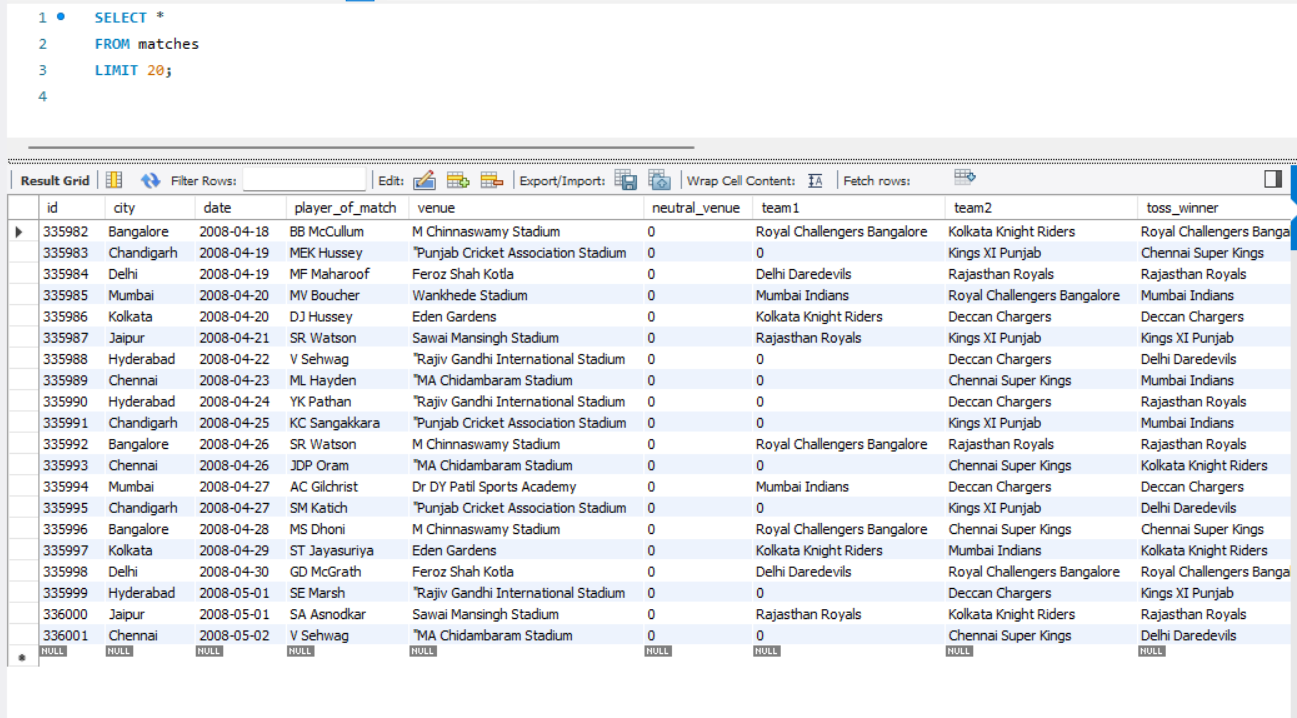 1 SELECT *
2 FROM matches
3 LIMIT 20;
4
Result Grid Filter Rows: Edit: Export/Import: Wrap Cell Content: IA Fetch rows:
id city date player_of_match venue neutral_venue team1 team2 toss_winner
335982 Bangalore 2008-04-18 BB McCullum M Chinnaswamy Stadium 0 Royal Challengers Bangalore Kolkata Knight Riders Royal Challengers Banga
335983 Chandigarh 2008-04-19 MEK Hussey "Punjab Cricket Association Stadium 0 0 Kings XI Punjab Chennai Super Kings
335984 Delhi 2008-04-19 MF Maharoof Feroz Shah Kotla 0 Delhi Daredevils Rajasthan Royals Rajasthan Royals
335985 Mumbai 2008-04-20 MV Boucher Wankhede Stadium 0 Mumbai Indians Royal Challengers Bangalore Mumbai Indians
335986 Kolkata 2008-04-20 DJ Hussey Eden Gardens 0 Kolkata Knight Riders Deccan Chargers Deccan Chargers
335987 Jaipur 2008-04-21 SR Watson Sawai Mansingh Stadium 0 Rajasthan Royals Kings XI Punjab Kings XI Punjab
335988 Hyderabad 2008-04-22 V Sehwag "Rajiv Gandhi International Stadium 0 0 Deccan Chargers Delhi Daredevils
335989 Chennai 2008-04-23 ML Hayden "MA Chidambaram Stadium 0 0 Chennai Super Kings Mumbai Indians
335990 Hyderabad 2008-04-24 YK Pathan "Rajiv Gandhi International Stadium 0 0 Deccan Chargers Rajasthan Royals
335991 Chandigarh 2008-04-25 KC Sangakkara "Punjab Cricket Association Stadium 0 0 Kings XI Punjab Mumbai Indians
335992 Bangalore 2008-04-26 SR Watson M Chinnaswamy Stadium 0 Royal Challengers Bangalore Rajasthan Royals Rajasthan Royals
335993 Chennai 2008-04-26 JDP Oram "MA Chidambaram Stadium 0 0 Chennai Super Kings Kolkata Knight Riders
335994 Mumbai 2008-04-27 AC Gilchrist Dr DY Patil Sports Academy 0 Mumbai Indians Deccan Chargers Deccan Chargers
335995 Chandigarh 2008-04-27 SM Katich "Punjab Cricket Association Stadium 0 0 Kings XI Punjab Delhi Daredevils
335996 Bangalore 2008-04-28 MS Dhoni M Chinnaswamy Stadium 0 Royal Challengers Bangalore Chennai Super Kings Chennai Super Kings
335997 Kolkata 2008-04-29 ST Jayasuriya Eden Gardens 0 Kolkata Knight Riders Mumbai Indians Kolkata Knight Riders
335998 Delhi 2008-04-30 GD McGrath Feroz Shah Kotla 0 Delhi Daredevils Royal Challengers Bangalore Royal Challengers Banga
335999 Hyderabad 2008-05-01 SE Marsh "Rajiv Gandhi International Stadium 0 0 Deccan Chargers Kings XI Punjab
336000 Jaipur 2008-05-01 SA Asnodkar Sawai Mansingh Stadium 0 Rajasthan Royals Kolkata Knight Riders Rajasthan Royals
336001 Chennai 2008-05-02 V Sehwag "MA Chidambaram Stadium 0 0 Chennai Super Kings Delhi Daredevils
NULL NULL NULL NULL NULL NULL NULL NULL NULL